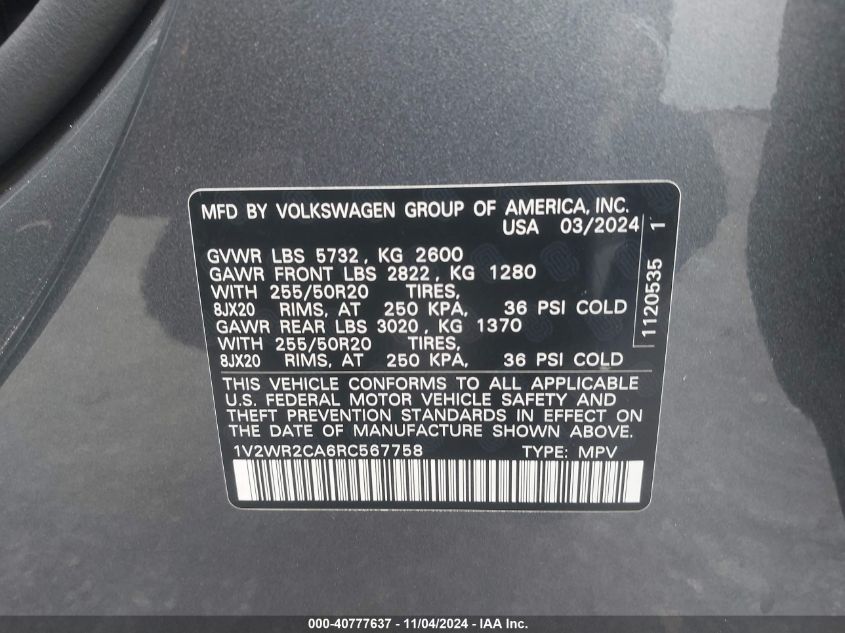 MFD BY VOLKSWAGEN GROUP OF AMERICA, INC.
USA 03/2024
GVWR LBS 5732, KG 2600
GAWR FRONT LBS 2822, KG 1280
WITH 255/50R20 TIRES,
8JX20 RIMS, AT 250 KPA, 36 PSI COLD
GAWR REAR LBS 3020, KG 1370
WITH 255/50R20 TIRES,
8JX20 RIMS, AT 250 KPA, 36 PSI COLD
1120535 1
THIS VEHICLE CONFORMS TO ALL APPLICABLE
U.S. FEDERAL MOTOR VEHICLE SAFETY AND
THEFT PREVENTION STANDARDS IN EFFECT ON
THE DATE OF MANUFACTURE SHOWN ABOVE.
1V2WR2CA6RC567758 TYPE: MPV
000-40777637 - 11/04/2024 - IAA Inc.